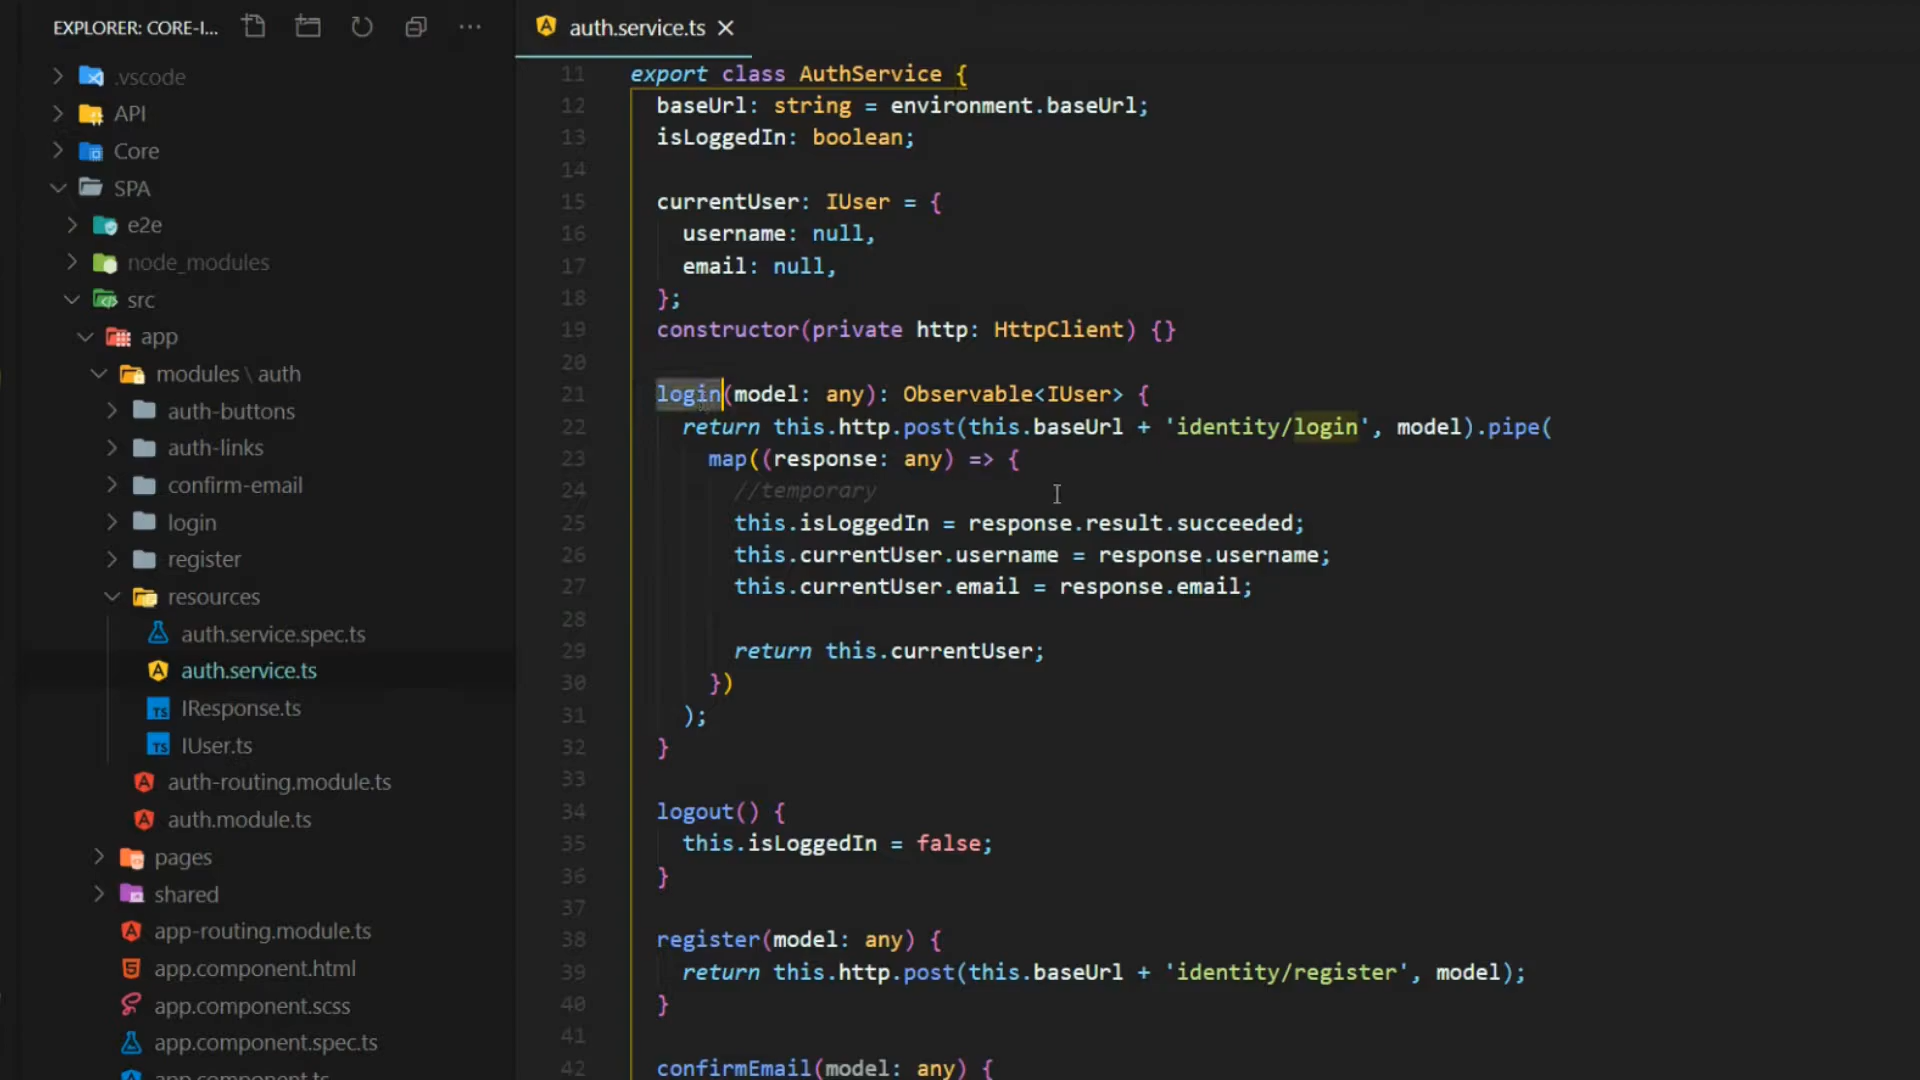 EXPLORER: CORE-I...
.vscode
API
Core
SPA
e2e
node_modules
src
app
modules \ auth
auth-buttons
auth-links
confirm-email
login
register
resources
auth.service.spec.ts
auth.service.ts
TS IResponse.ts
TS IUser.ts
auth-routing.module.ts
auth.module.ts
pages
shared
app-routing.module.ts
app.component.html
app.component.scss
app.component.spec.ts
app.component.ts
auth.service.ts
11 export class AuthService {
12 baseUrl: string = environment.baseUrl;
13 isLoggedIn: boolean;
14
15 currentUser: IUser = {
16 username: null,
17 email: null,
18 };
19 constructor(private http: HttpClient) {}
20
21 login(model: any): Observable<IUser> {
22 return this.http.post(this.baseUrl + 'identity/login', model).pipe(
23 map((response: any) => {
24 //temporary
25 this.isLoggedIn = response.result.succeeded;
26 this.currentUser.username = response.username;
27 this.currentUser.email = response.email;
28
29 return this.currentUser;
30 })
31 );
32 }
33
34 logout() {
35 this.isLoggedIn = false;
36 }
37
38 register(model: any) {
39 return this.http.post(this.baseUrl + 'identity/register', model);
40 }
41
42 confirmEmail(model: any) {